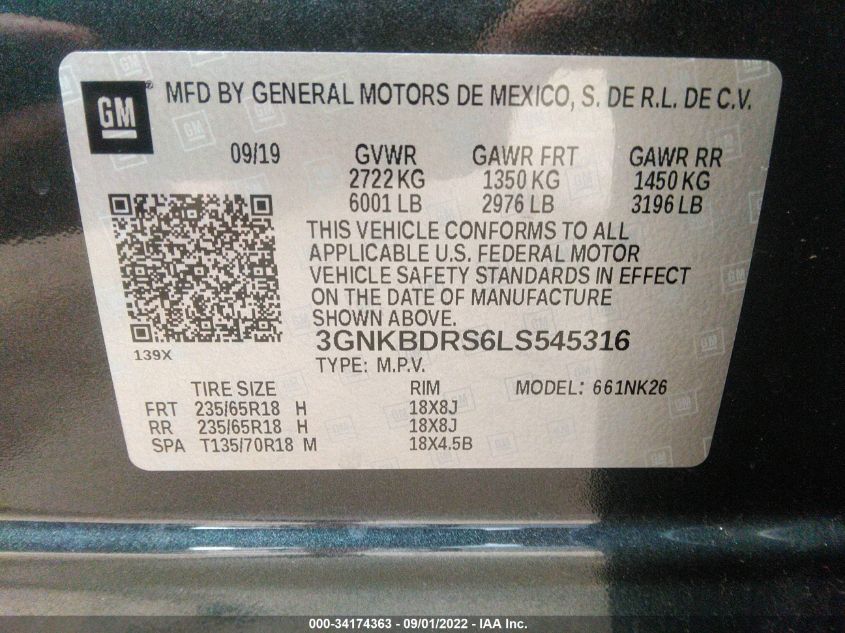 GM
MFD BY GENERAL MOTORS DE MEXICO, S. DE R.L. DE C.V.
09/19 GVWR GAWR FRT GAWR RR
2722 KG 1350 KG 1450 KG
6001 LB 2976 LB 3196 LB
THIS VEHICLE CONFORMS TO ALL
APPLICABLE U.S. FEDERAL MOTOR
VEHICLE SAFETY STANDARDS IN EFFECT
ON THE DATE OF MANUFACTURE
SHOWN ABOVE.
139X
3GNKBDRS6LS545316
TYPE: M.P.V.
TIRE SIZE RIM MODEL: 661NK26
FRT 235/65R18 H 18X8J
RR 235/65R18 H 18X8J
SPA T135/70R18 M 18X4.5B
000-34174363 - 09/01/2022 - IAA Inc.